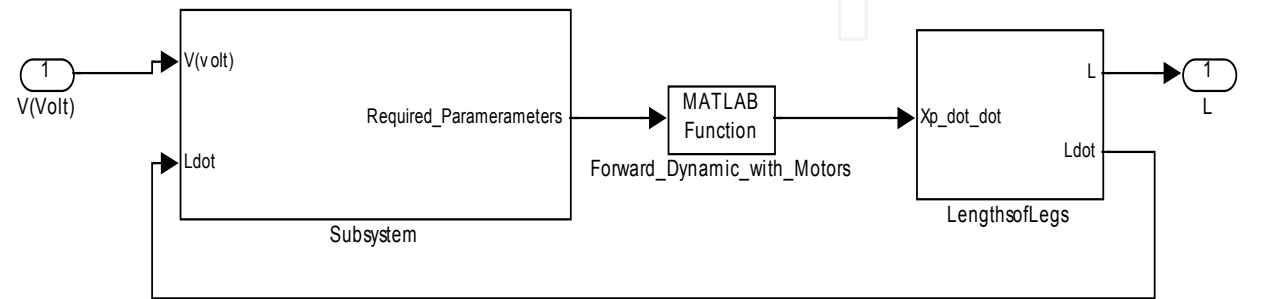 1
V(Volt)
V(volt)
Ldot
Required_Paramerameters
Subsystem
MATLAB
Function
Forward_Dynamic_with_Motors
Xp_dot_dot
L
Ldot
LengthsofLegs
1
L